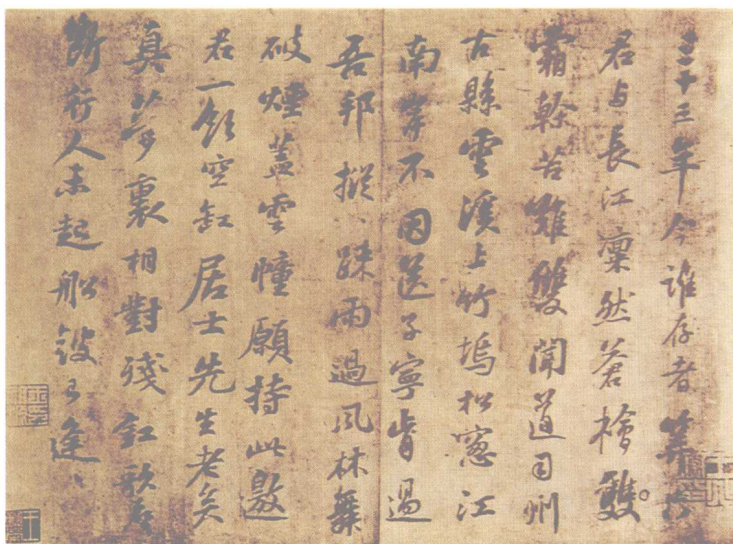 三十三年今誰存者算只
君与長江凜然蒼檜雙
霜幹苦難雙聞道司州
古縣雲溪上竹塢松窻江
南岸不因送子寧肯過
吾邦摐〻踈雨過風林舞
破煙蓋雲幢願持此邀
君一飲空缸居士先生老矣
真夢裏相對殘釭歌聲
斷行人未起船鼓已逢〻